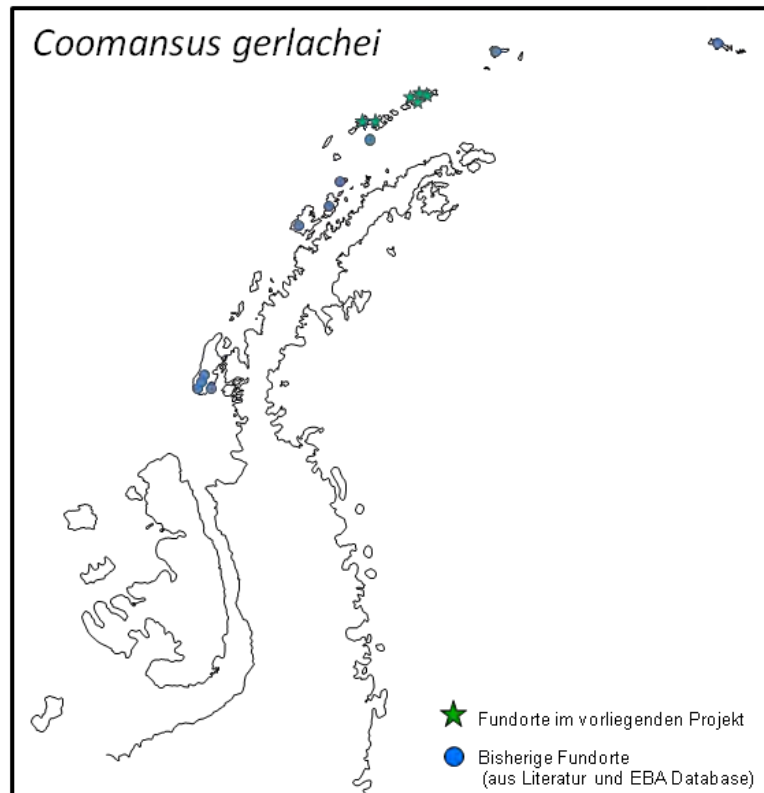 Coomansus gerlachei
Fundorte im vorliegenden Projekt
Bisherige Fundorte
(aus Literatur und EBA Database)